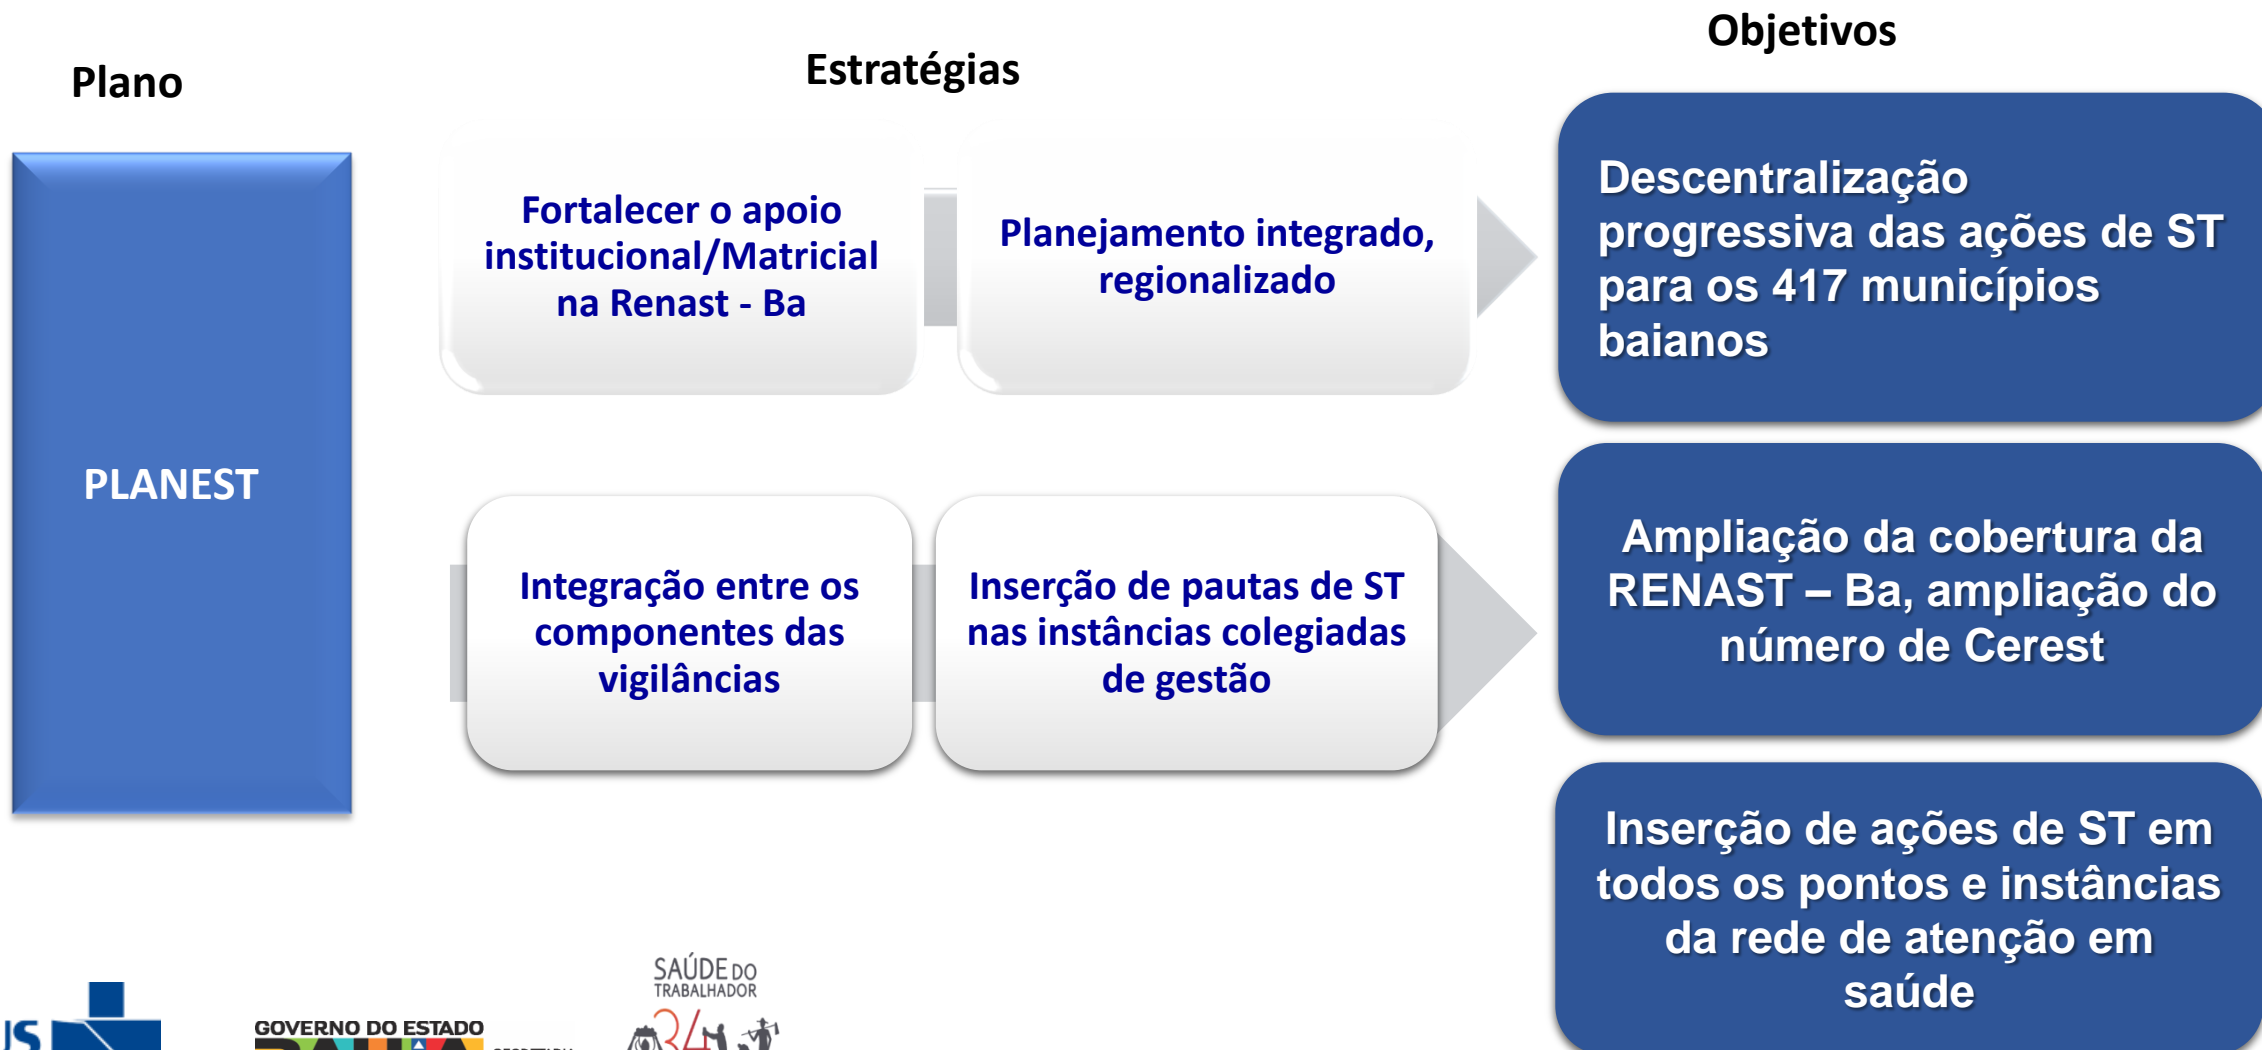 Plano
Estratégias
Objetivos
PLANEST
Fortalecer o apoio
institucional/Matricial
na Renast - Ba
Planejamento integrado,
regionalizado
Integração entre os
componentes das
vigilâncias
Inserção de pautas de ST
nas instâncias colegiadas
de gestão
Descentralização
progressiva das ações de ST
para os 417 municípios
baianos
Ampliação da cobertura da
RENAST – Ba, ampliação do
número de Cerest
Inserção de ações de ST em
todos os pontos e instâncias
da rede de atenção em
saúde
GOVERNO DO ESTADO
SAÚDE DO
TRABALHADOR
34